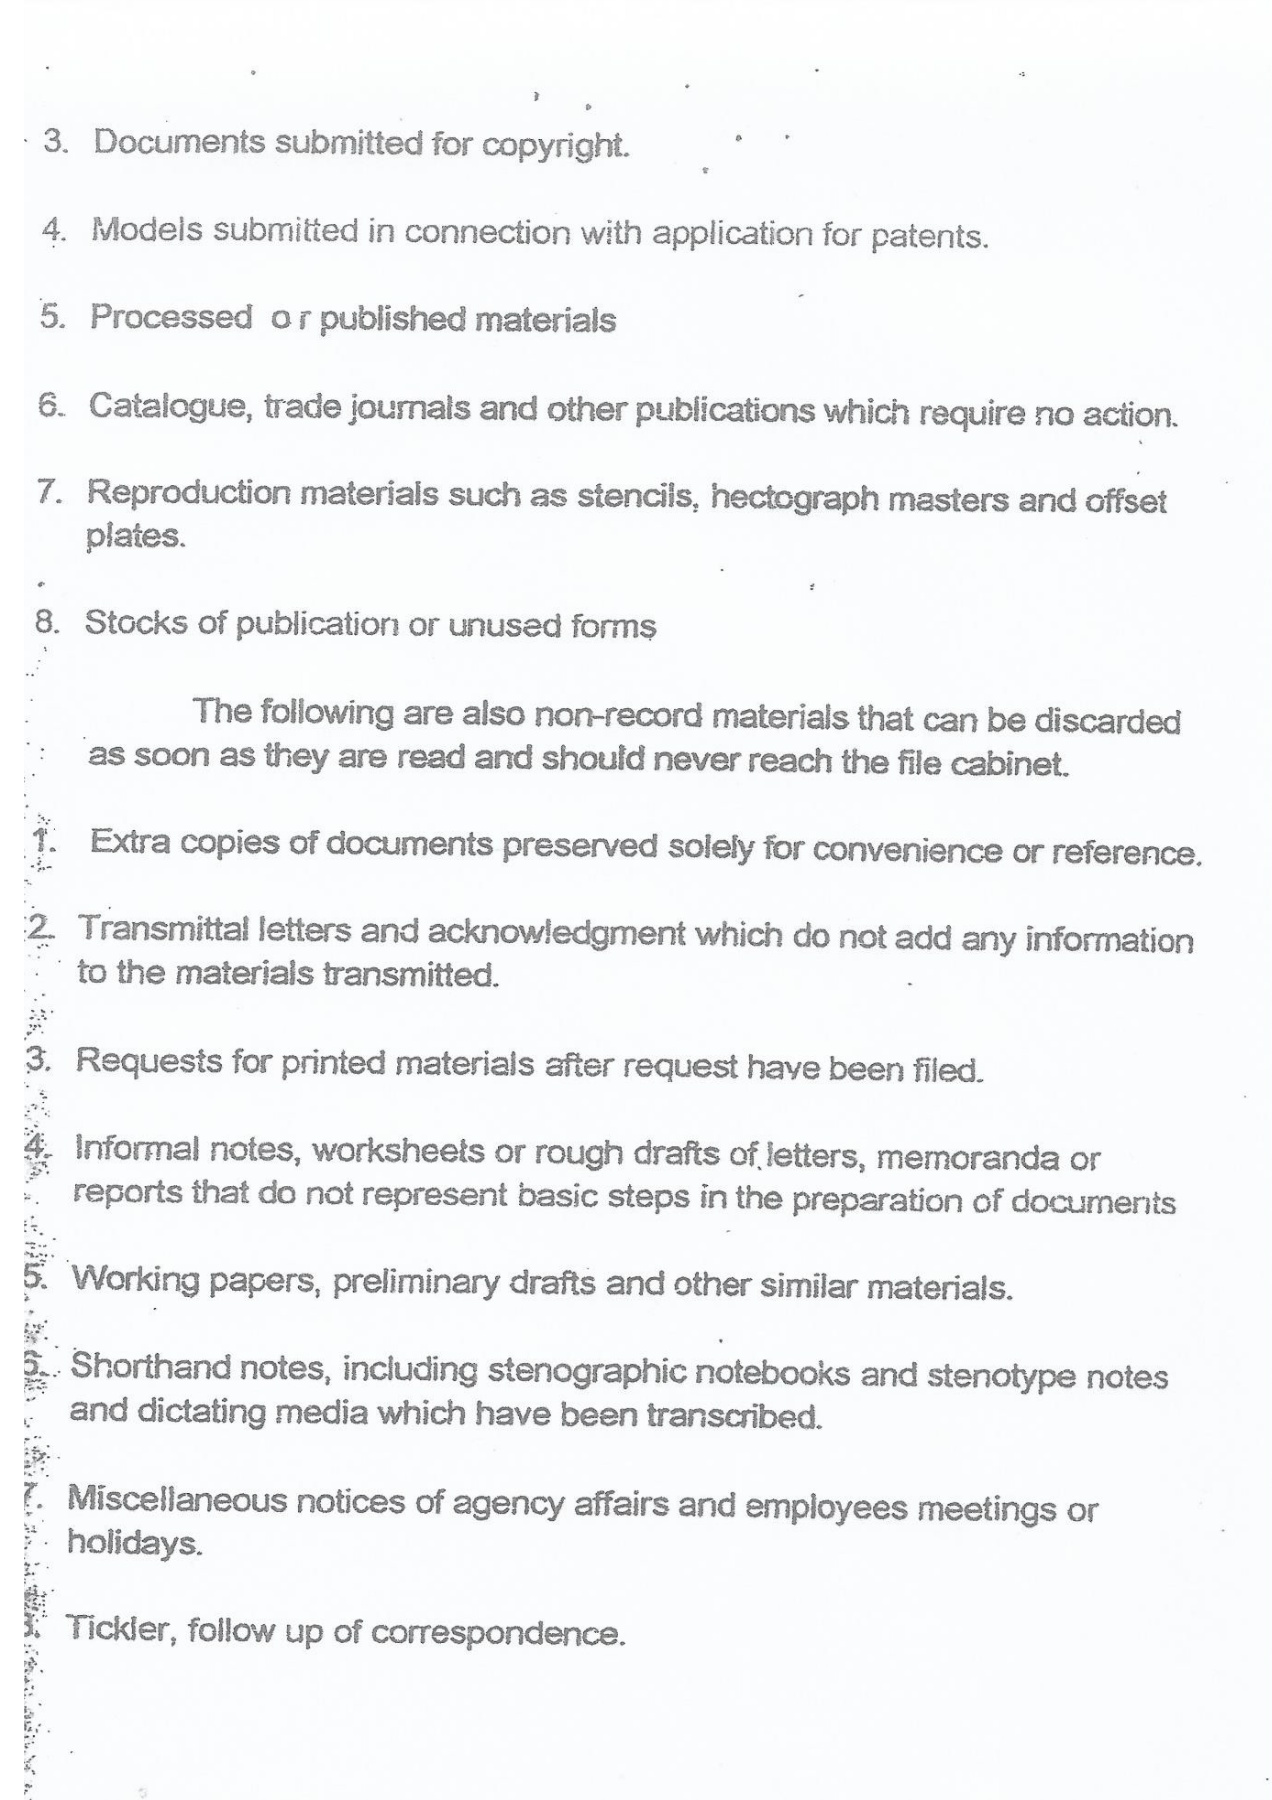 3. Documents submitted for copyright.
4. Models submitted in connection with application for patents.
5. Processed o r published materials
6. Catalogue, trade journals and other publications which require no action.
7. Reproduction materials such as stencils, hectograph masters and offset
plates.
8. Stocks of publication or unused forms
The following are also non-record materials that can be discarded
as soon as they are read and should never reach the file cabinet.
1. Extra copies of documents preserved solely for convenience or reference.
2. Transmittal letters and acknowledgment which do not add any information
to the materials transmitted.
3. Requests for printed materials after request have been filed.
4. Informal notes, worksheets or rough drafts of letters, memoranda or
reports that do not represent basic steps in the preparation of documents
5. Working papers, preliminary drafts and other similar materials.
6. Shorthand notes, including stenographic notebooks and stenotype notes
and dictating media which have been transcribed.
7. Miscellaneous notices of agency affairs and employees meetings or
holidays.
8. Tickler, follow up of correspondence.